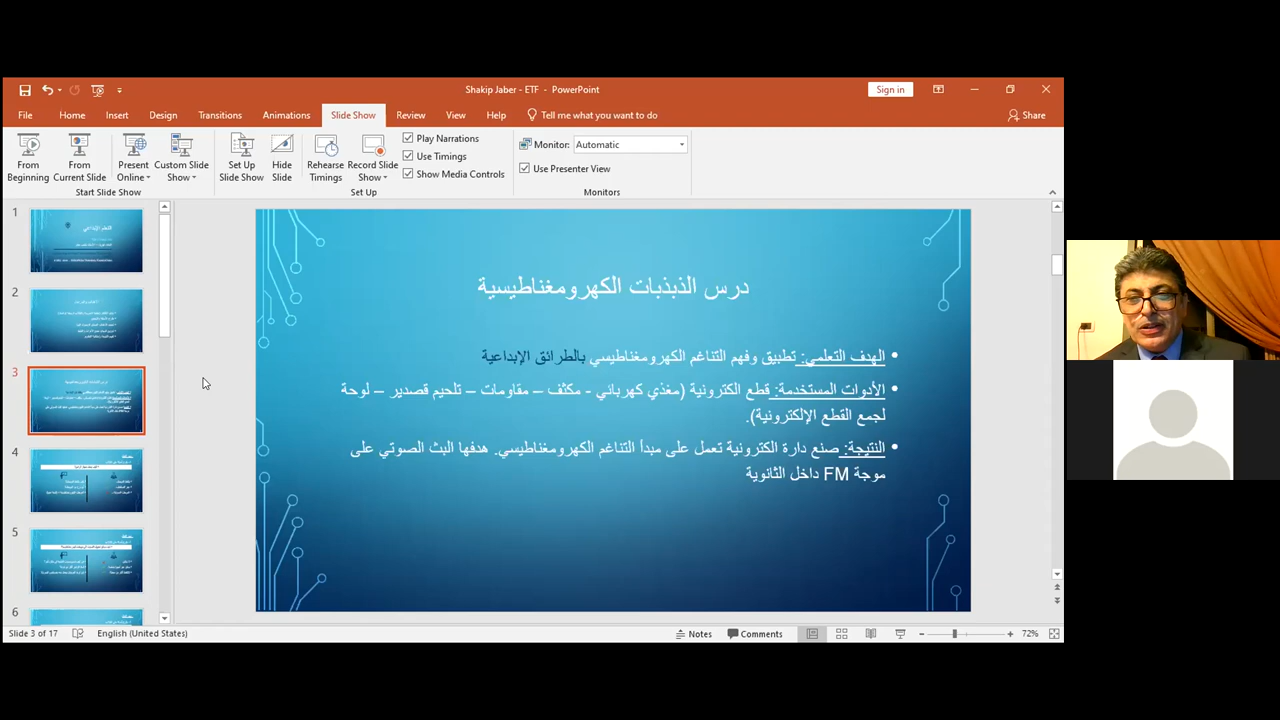 Shakip Jaber - ETF - PowerPoint
Sign in
File Home Insert Design Transitions Animations Slide Show Review View Help Tell me what you want to do Share
From Beginning
From Current Slide
Present Online
Custom Slide Show
Start Slide Show
Set Up Slide Show
Hide Slide
Rehearse Timings
Record Slide Show
Play Narrations
Use Timings
Show Media Controls
Set Up
Monitor: Automatic
Use Presenter View
Monitors
1
2
3
4
5
6
درس الذبذبات الكهرومغناطيسية
• الهدف التعلمي: تطبيق وفهم التناغم الكهرومغناطيسي بالطرائق الإبداعية
• الأدوات المستخدمة: قطع الكترونية (مغذي كهربائي - مكثف – مقاومات – تلحيم قصدير – لوحة
لجمع القطع الإلكترونية).
• النتيجة: صنع دارة الكترونية تعمل على مبدأ التناغم الكهرومغناطيسي. هدفها البث الصوتي على
موجة FM داخل الثانوية
Slide 3 of 17 English (United States) Notes Comments 72%